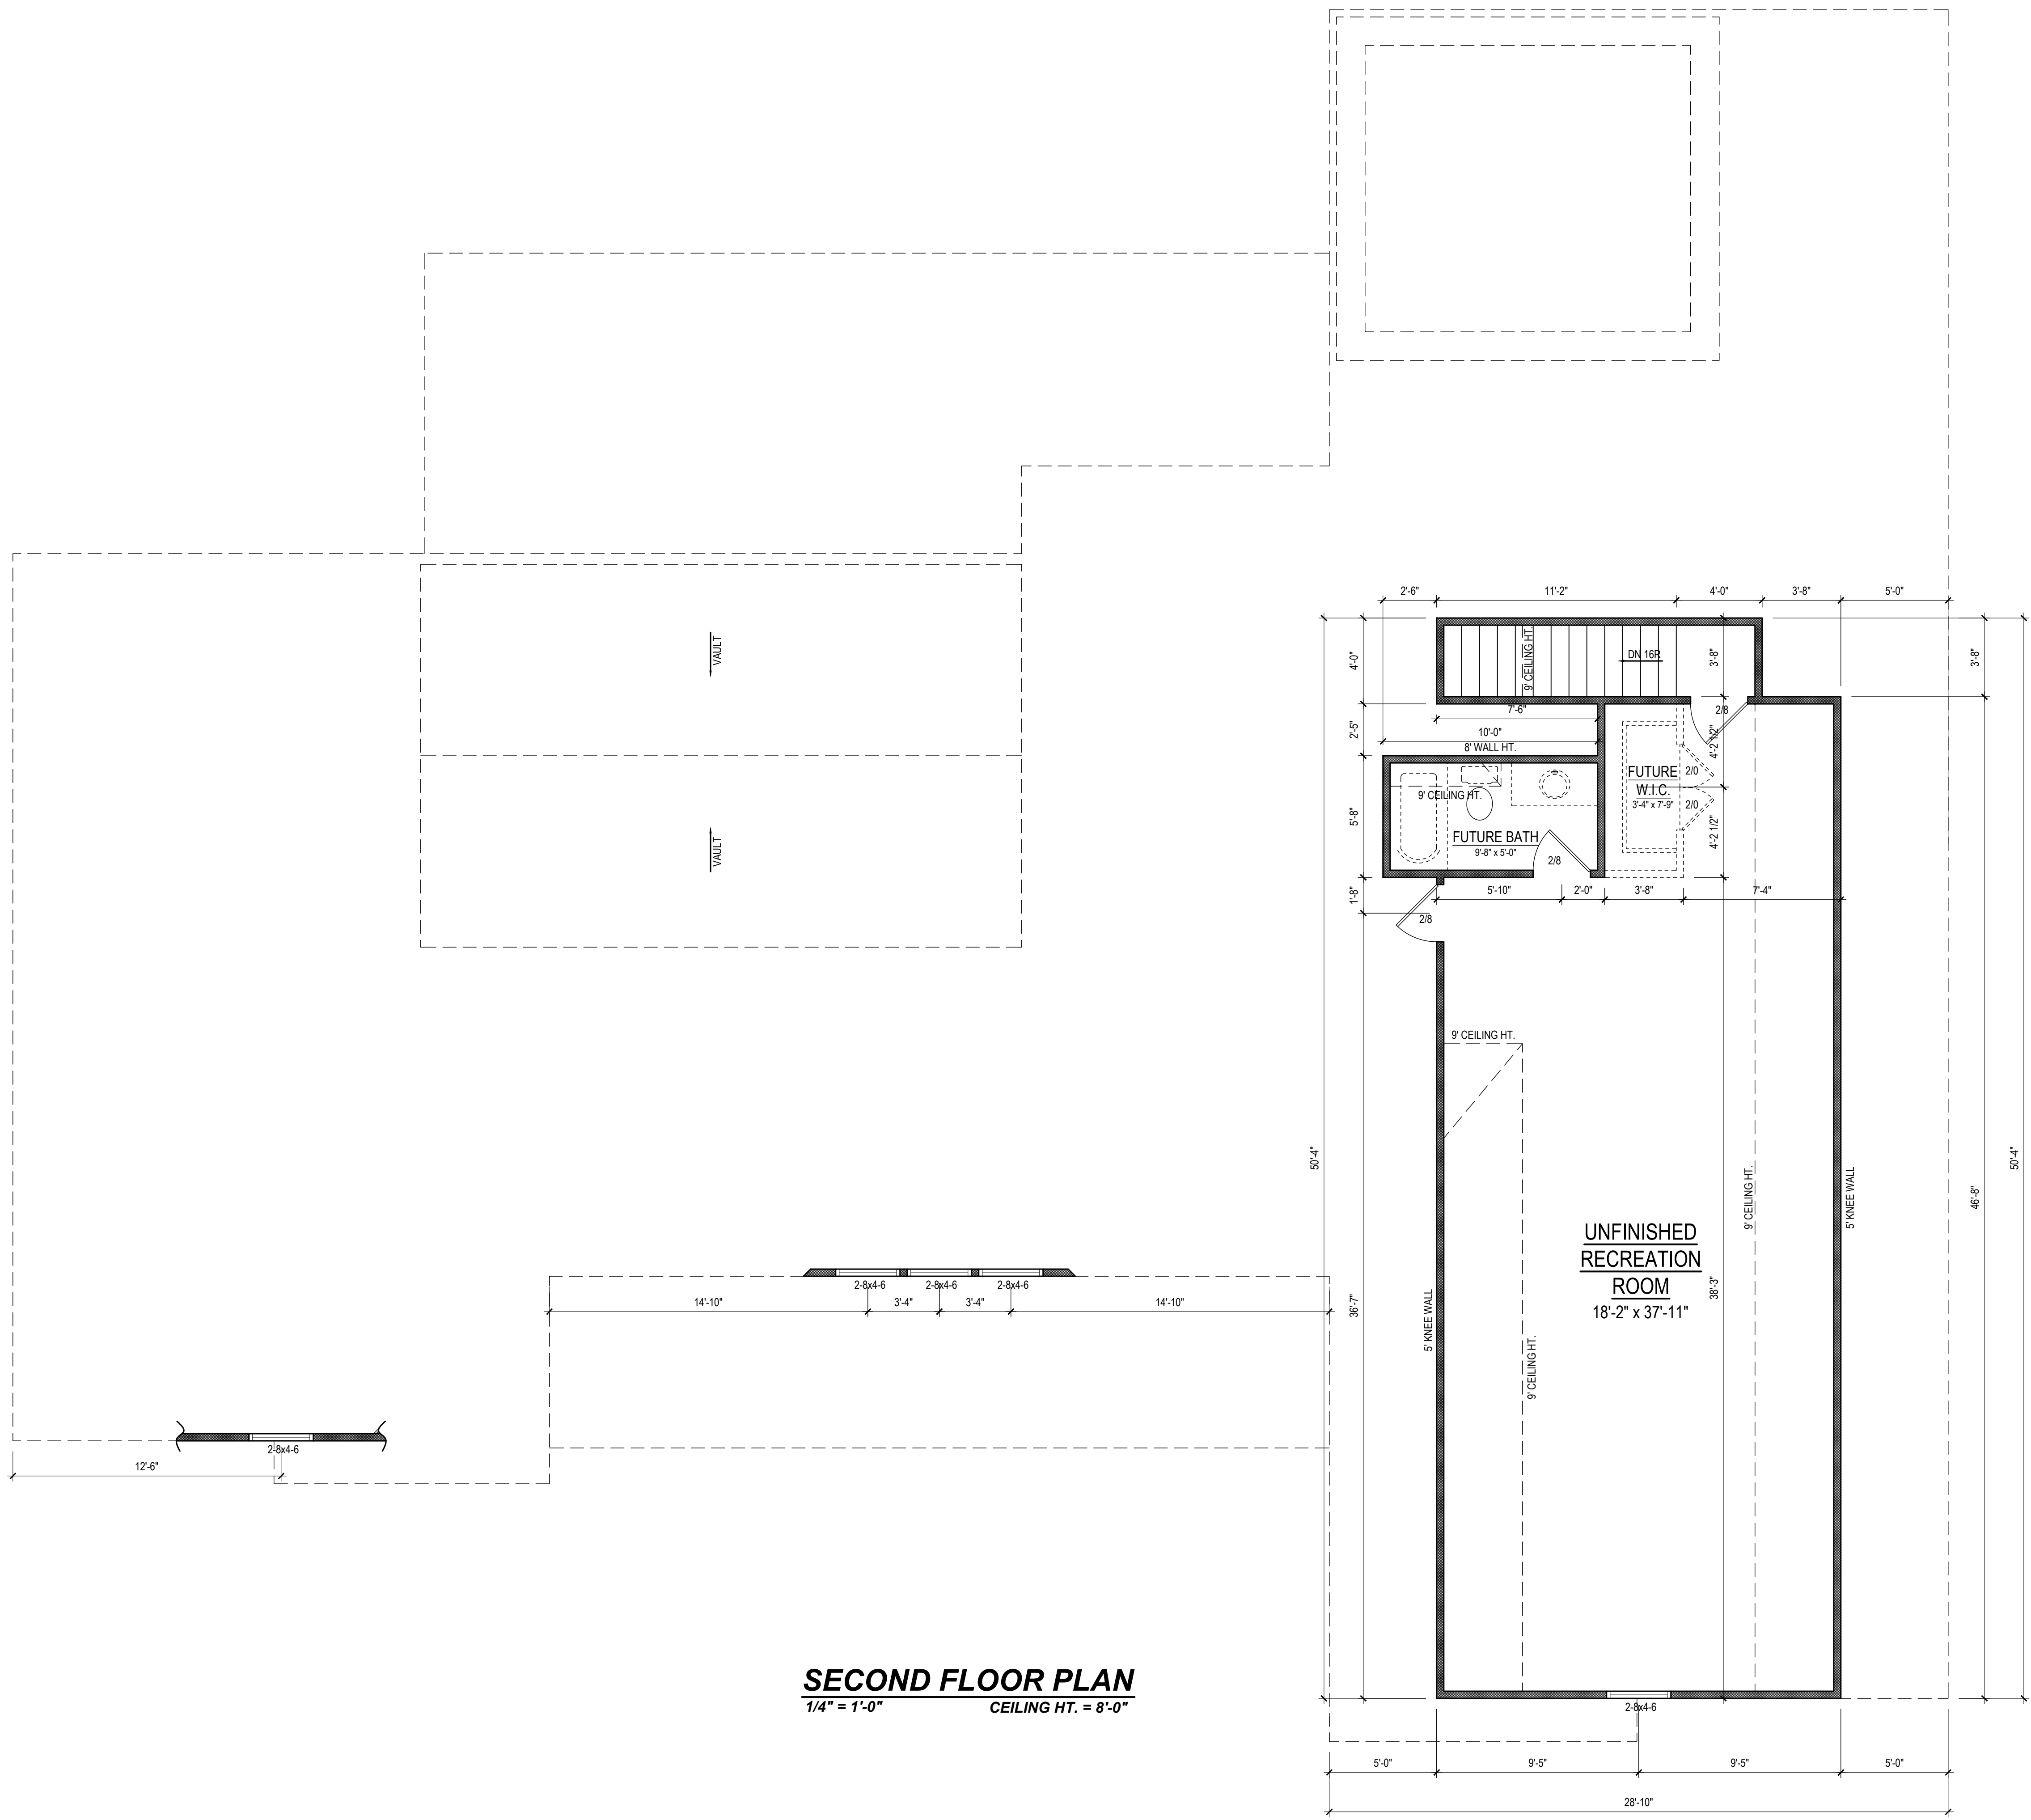 2'-6"
11'-2"
4'-0"
3'-8"
5'-0"
4'-0"
9' CEILING HT.
DN 16R
3'-8"
3'-8"
VAULT
7'-6"
2/8
2'-5"
10'-0"
4'-2 1/2"
8' WALL HT.
FUTURE
W.I.C.
3'-4" x 7'-9"
2/0
2/0
9' CEILING HT.
5'-8"
4'-2 1/2"
FUTURE BATH
9'-8" x 5'-0"
2/8
VAULT
1'-8"
5'-10"
2'-0"
3'-8"
7'-4"
2/8
9' CEILING HT.
50'-4"
50'-4"
46'-8"
9' CEILING HT.
5' KNEE WALL
UNFINISHED
RECREATION
ROOM
18'-2" x 37'-11"
38'-3"
36'-7"
5' KNEE WALL
9' CEILING HT.
2-8x4-6
2-8x4-6
2-8x4-6
14'-10"
3'-4"
3'-4"
14'-10"
2-8x4-6
12'-6"
SECOND FLOOR PLAN
1/4" = 1'-0"
CEILING HT. = 8'-0"
2-8x4-6
5'-0"
9'-5"
9'-5"
5'-0"
28'-10"